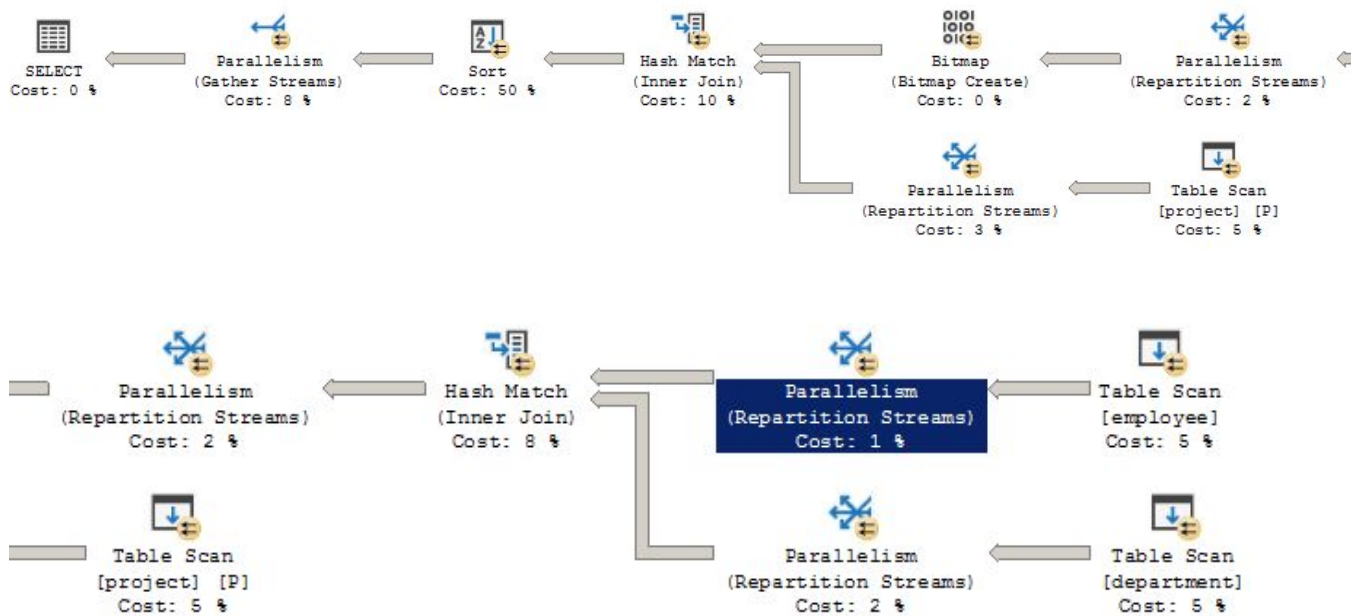 SELECT
Cost: 0 %
Parallelism
(Gather Streams)
Cost: 8 %
Sort
Cost: 50 %
Hash Match
(Inner Join)
Cost: 10 %
Bitmap
(Bitmap Create)
Cost: 0 %
Parallelism
(Repartition Streams)
Cost: 2 %
Parallelism
(Repartition Streams)
Cost: 3 %
Table Scan
[project] [P]
Cost: 5 %
Parallelism
(Repartition Streams)
Cost: 2 %
Hash Match
(Inner Join)
Cost: 8 %
Parallelism
(Repartition Streams)
Cost: 1 %
Table Scan
[employee]
Cost: 5 %
Table Scan
[project] [P]
Cost: 5 %
Parallelism
(Repartition Streams)
Cost: 2 %
Table Scan
[department]
Cost: 5 %